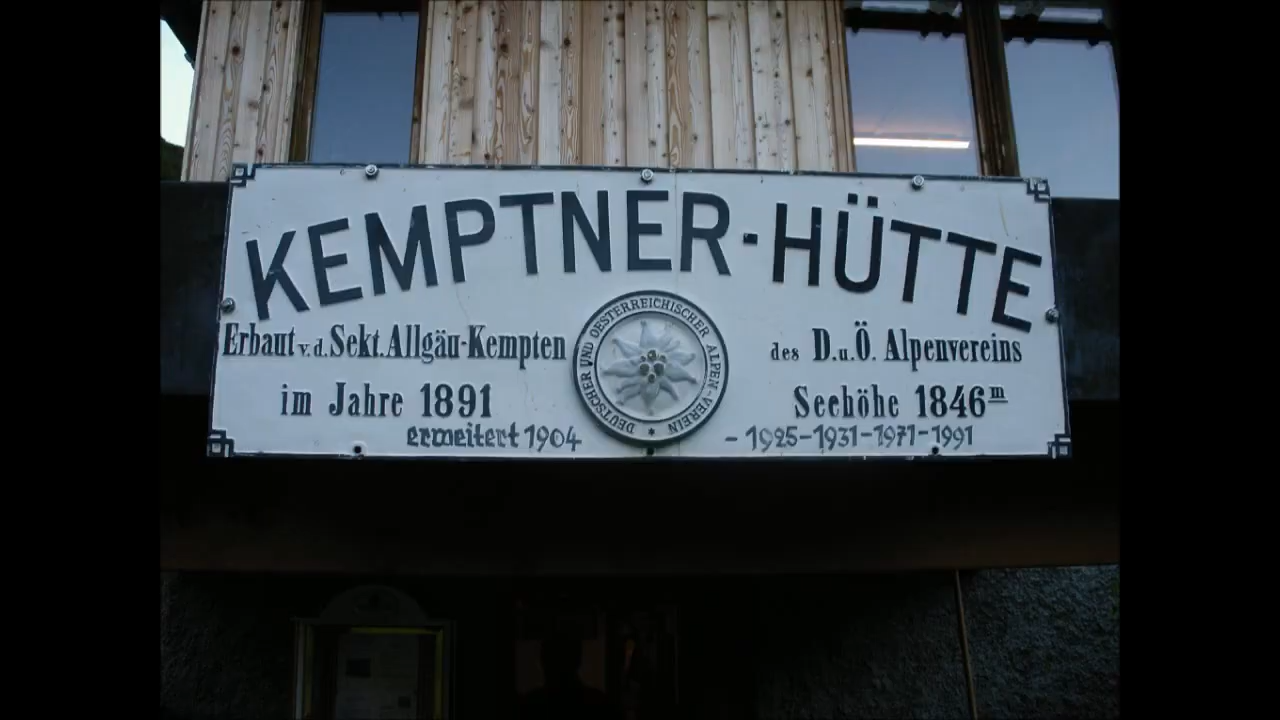 KEMPTNER-HÜTTE
Erbaut v. d. Sekt. Allgäu-Kempten
des D. u. Ö. Alpenvereins
im Jahre 1891
Seehöhe 1846 m
erweitert 1904
- 1925-1931-1971-1991
DEUTSCHER UND OESTERREICHISCHER ALPEN-VEREIN *